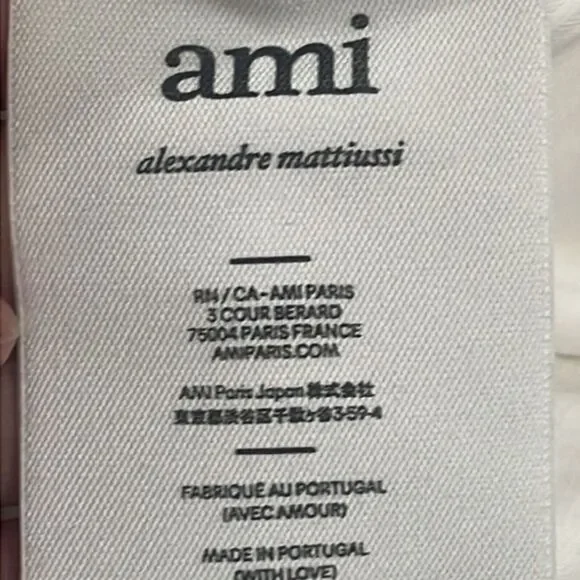 ami
alexandre mattiussi
RN/CA-AMI PARIS
3 COUR BERARD
75004 PARIS FRANCE
AMIPARIS.COM
AMI Paris Japan 株式会社
東京都渋谷区千駄ヶ谷3-59-4
FABRIQUE AU PORTUGAL
(AVEC AMOUR)
MADE IN PORTUGAL
(WITH LOVE)